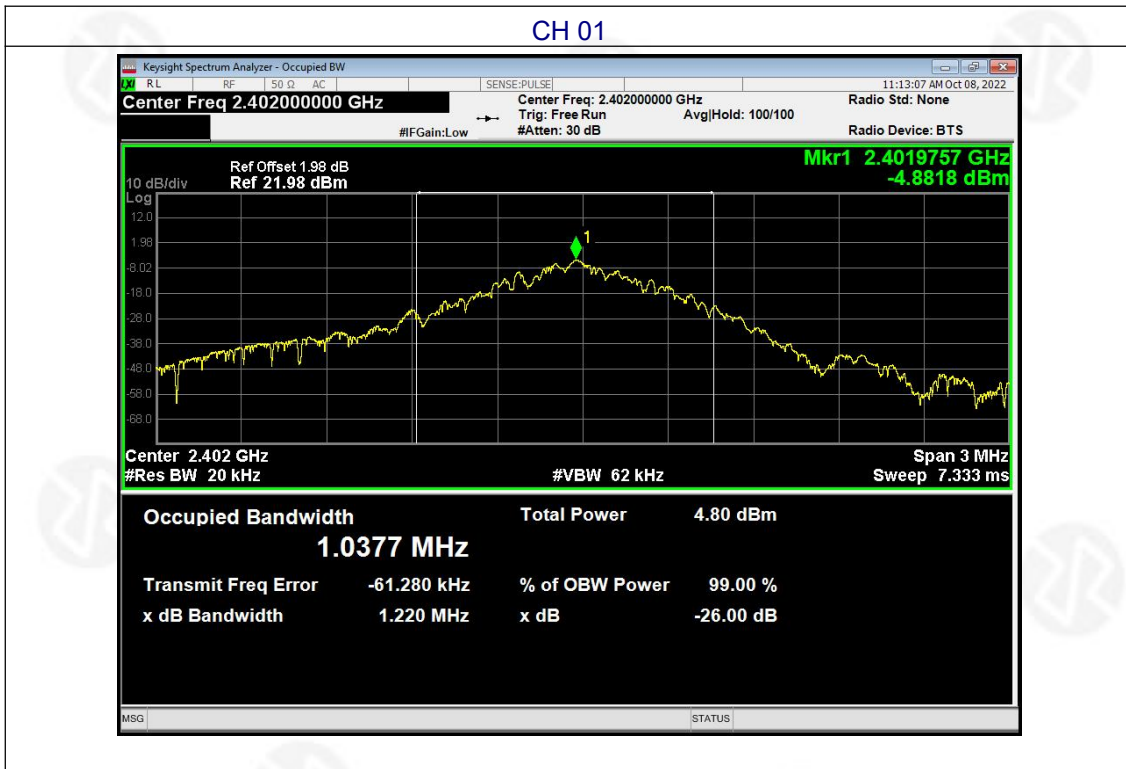 CH 01
Keysight Spectrum Analyzer - Occupied BW
LXI RL RF 50 Ω AC SENSE:PULSE 11:13:07 AM Oct 08, 2022
Center Freq 2.402000000 GHz Center Freq: 2.402000000 GHz Radio Std: None
Trig: Free Run Avg|Hold: 100/100
#IFGain:Low #Atten: 30 dB Radio Device: BTS
Mkr1 2.4019757 GHz
Ref Offset 1.98 dB
10 dB/div Ref 21.98 dBm -4.8818 dBm
Log
12.0
1.98
1
-8.02
-18.0
-28.0
-38.0
-48.0
-58.0
-68.0
Center 2.402 GHz Span 3 MHz
#Res BW 20 kHz #VBW 62 kHz Sweep 7.333 ms
Occupied Bandwidth Total Power 4.80 dBm
1.0377 MHz
Transmit Freq Error -61.280 kHz % of OBW Power 99.00 %
x dB Bandwidth 1.220 MHz x dB -26.00 dB
MSG STATUS